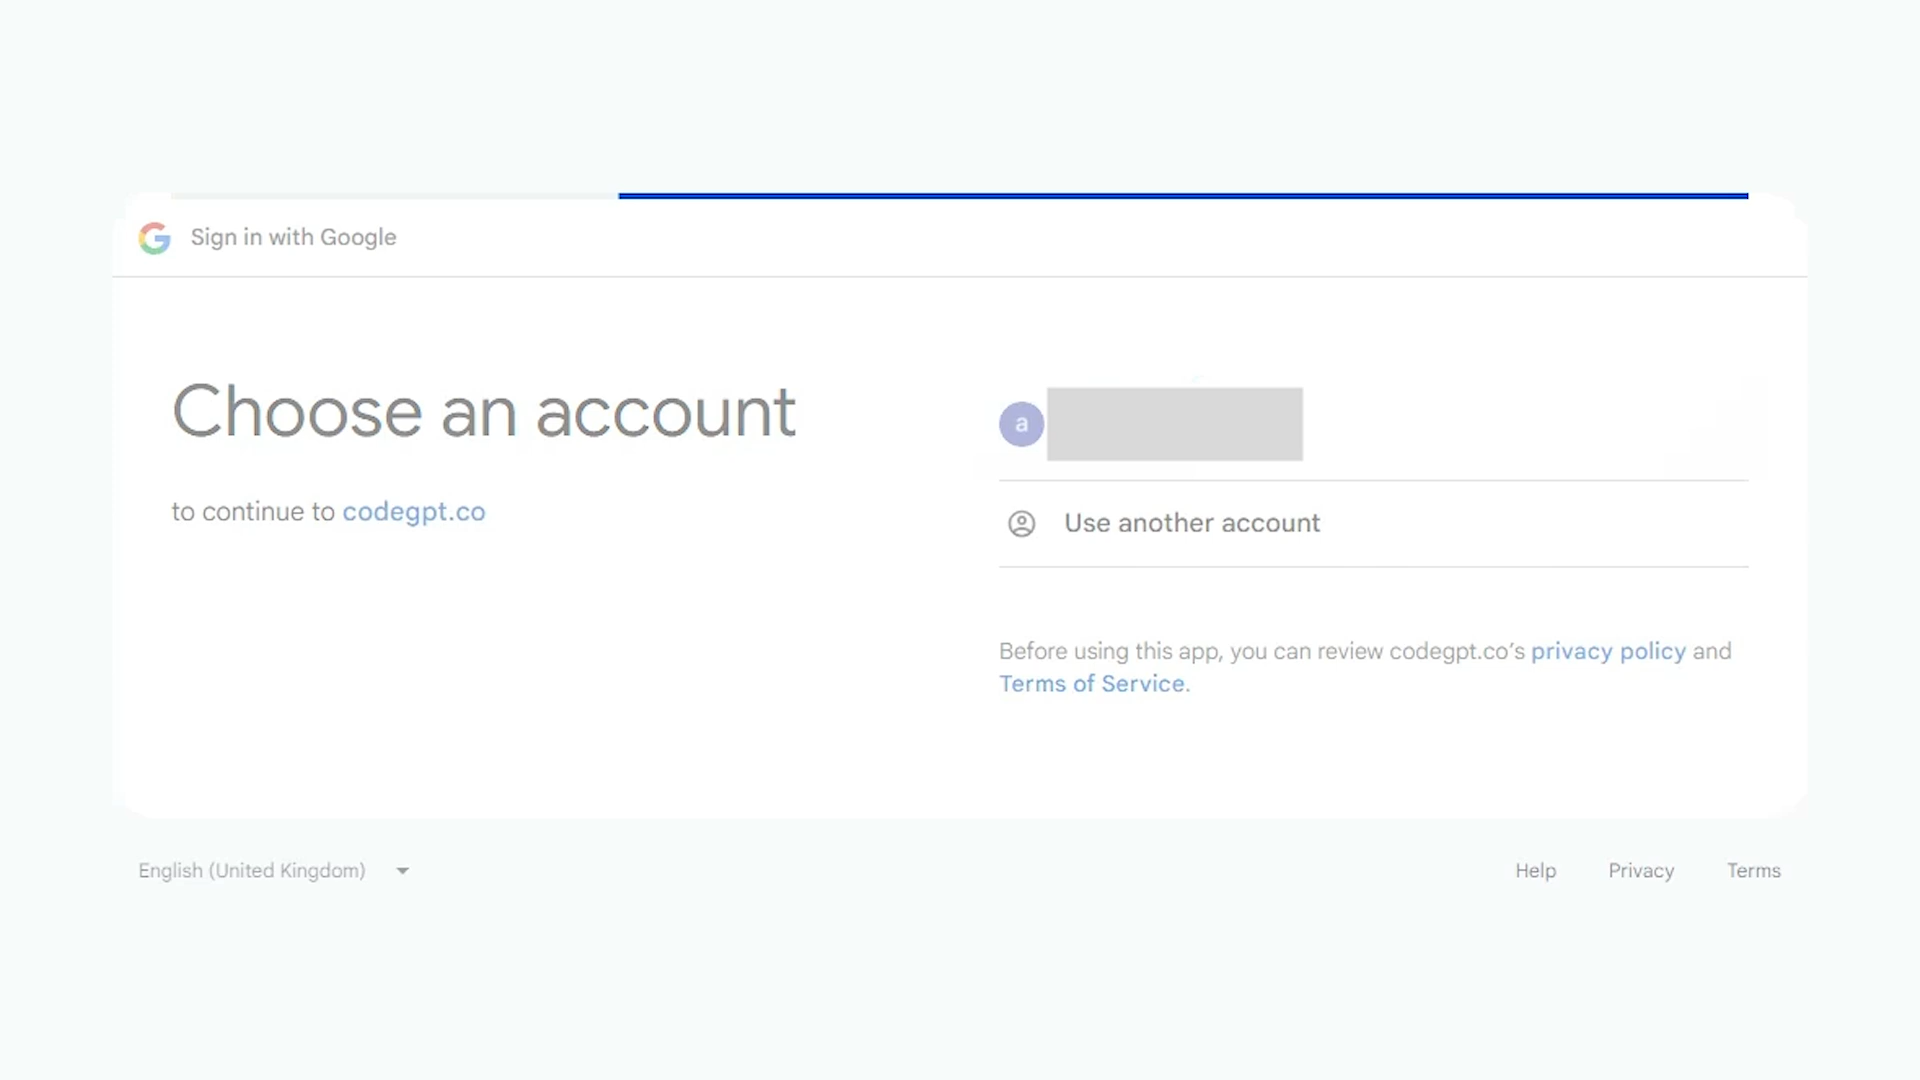 Sign in with Google
Choose an account
to continue to codegpt.co
a
Use another account
Before using this app, you can review codegpt.co’s privacy policy and
Terms of Service.
English (United Kingdom)
Help Privacy Terms